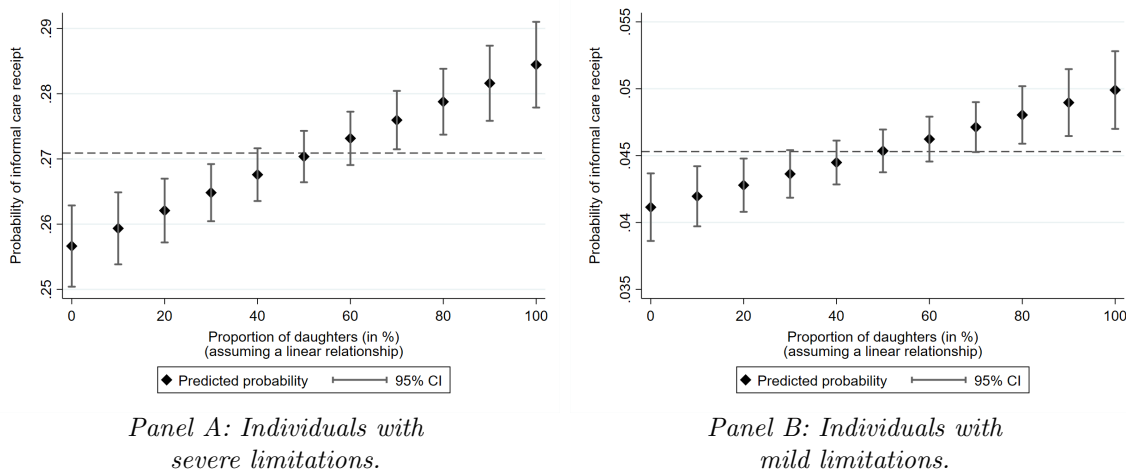 Probability of informal care receipt
.29
.28
.27
.26
.25
0
20
40
60
80
100
Proportion of daughters (in %)
(assuming a linear relationship)
Predicted probability
95% CI
Panel A: Individuals with
severe limitations.
Probability of informal care receipt
.055
.05
.045
.04
.035
0
20
40
60
80
100
Proportion of daughters (in %)
(assuming a linear relationship)
Predicted probability
95% CI
Panel B: Individuals with
mild limitations.